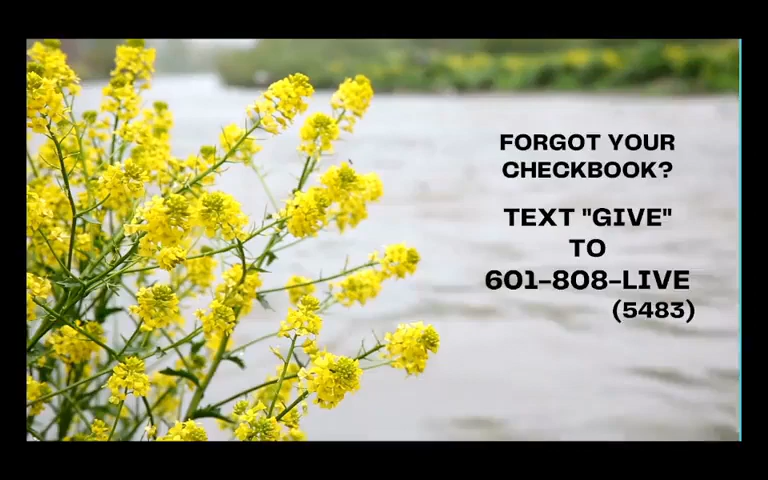 FORGOT YOUR
CHECKBOOK?
TEXT "GIVE"
TO
601-808-LIVE
(5483)